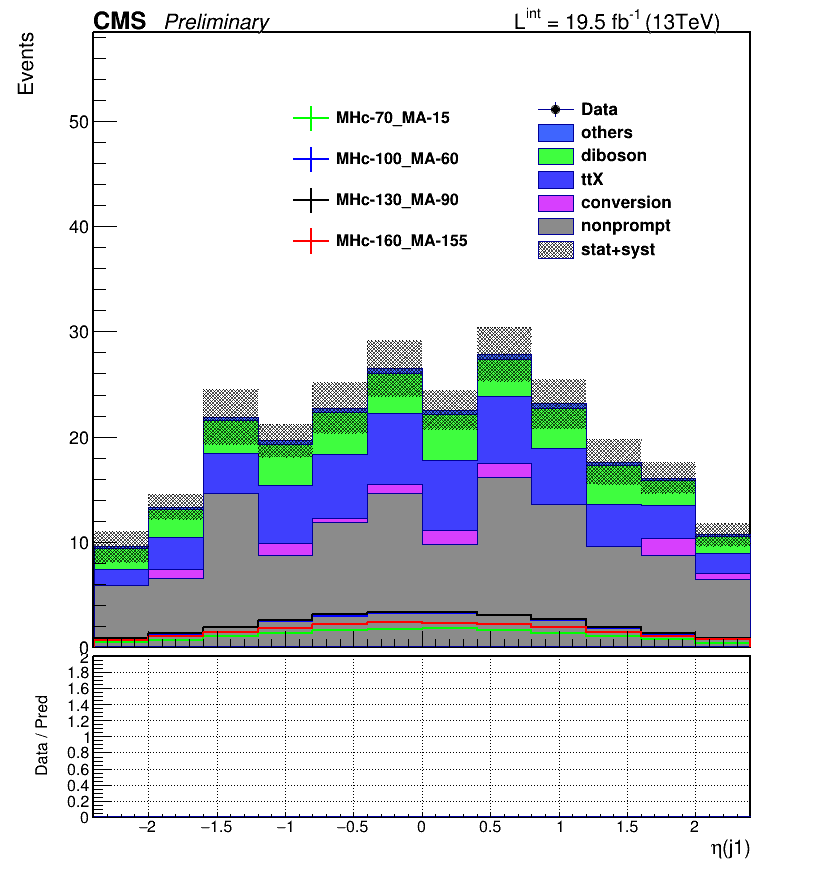 CMS Preliminary L^int = 19.5 fb^-1 (13TeV)
Events
50
40
30
20
10
0
MHc-70_MA-15
MHc-100_MA-60
MHc-130_MA-90
MHc-160_MA-155
Data
others
diboson
ttX
conversion
nonprompt
stat+syst
Data / Pred
2
1.8
1.6
1.4
1.2
1
0.8
0.6
0.4
0.2
0
−2 −1.5 −1 −0.5 0 0.5 1 1.5 2
η(j1)